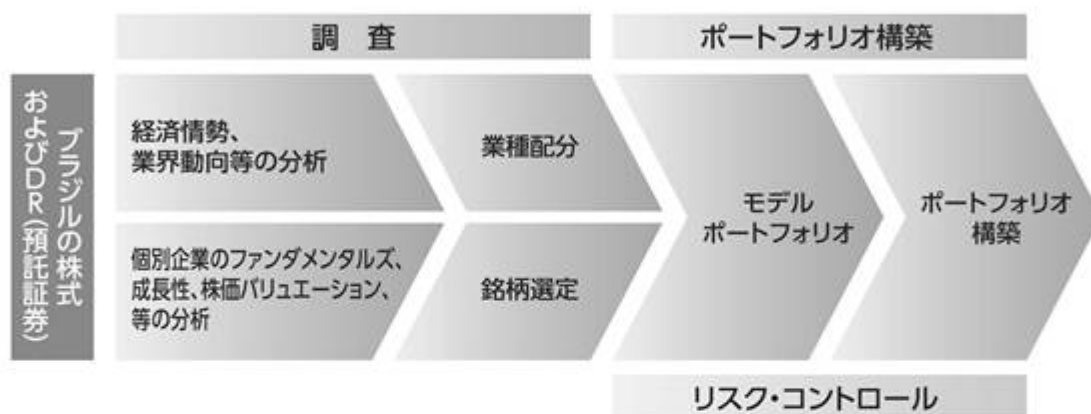 調 査
ポートフォリオ構築
ブラジルの株式
およびDR(預託証券)
経済情勢、
業界動向等の分析
業種配分
個別企業のファンダメンタルズ、
成長性、株価バリュエーション、
等の分析
銘柄選定
モデル
ポートフォリオ
ポートフォリオ
構築
リスク・コントロール